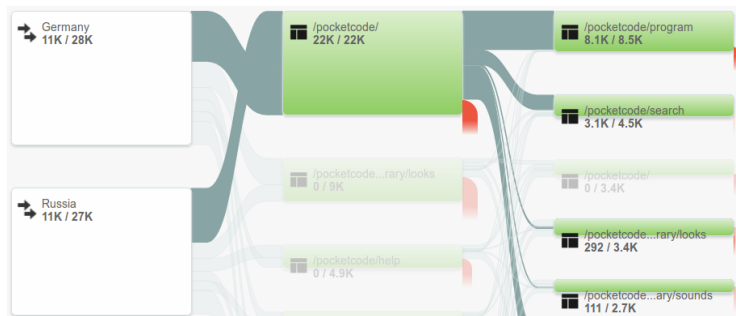 Germany
11K / 28K
Russia
11K / 27K
/pocketcode/
22K / 22K
/pocketcode...rary/looks
0 / 9K
/pocketcode/help
0 / 4.9K
/pocketcode/program
8.1K / 8.5K
/pocketcode/search
3.1K / 4.5K
/pocketcode/
0 / 3.4K
/pocketcode...rary/looks
292 / 3.4K
/pocketcode...ary/sounds
111 / 2.7K